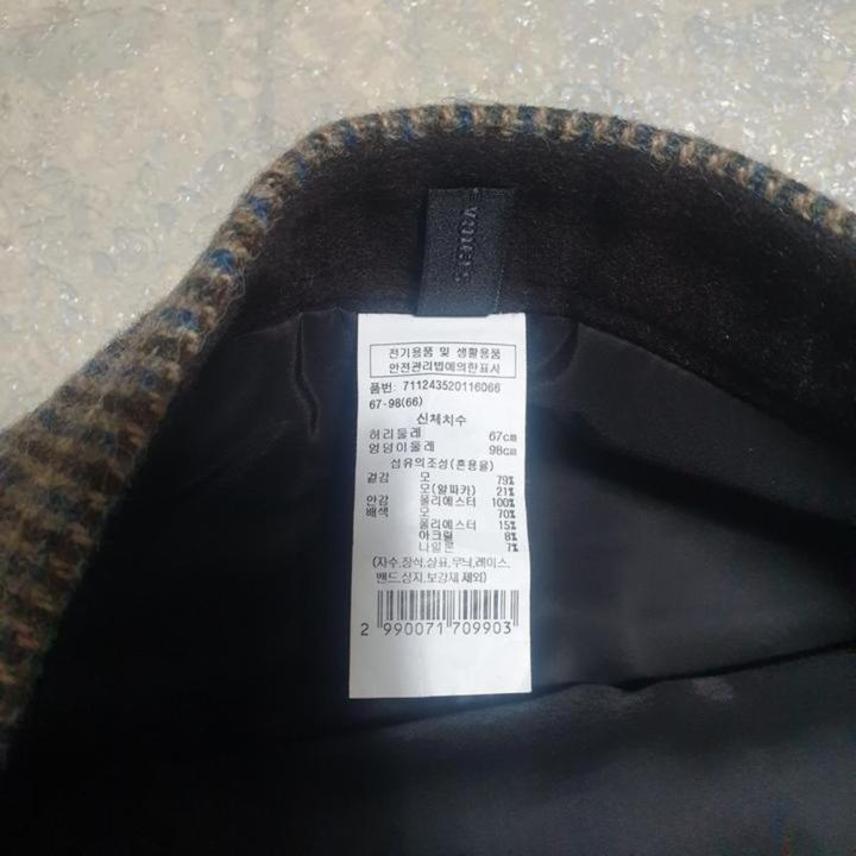 전기용품 및 생활용품
안전관리법에의한표시
품번: 711243520116066
67-98(66)
신체치수
허리둘레 67cm
엉덩이둘레 98cm
섬유의조성(혼용율)
겉감 모 79%
모(알파카) 21%
안감 폴리에스터 100%
배색 모 70%
폴리에스터 15%
아크릴 8%
나일론 7%
(자수,장식,상표,무늬,레이스,
밴드,심지,보강재 제외)
2 990071 709903